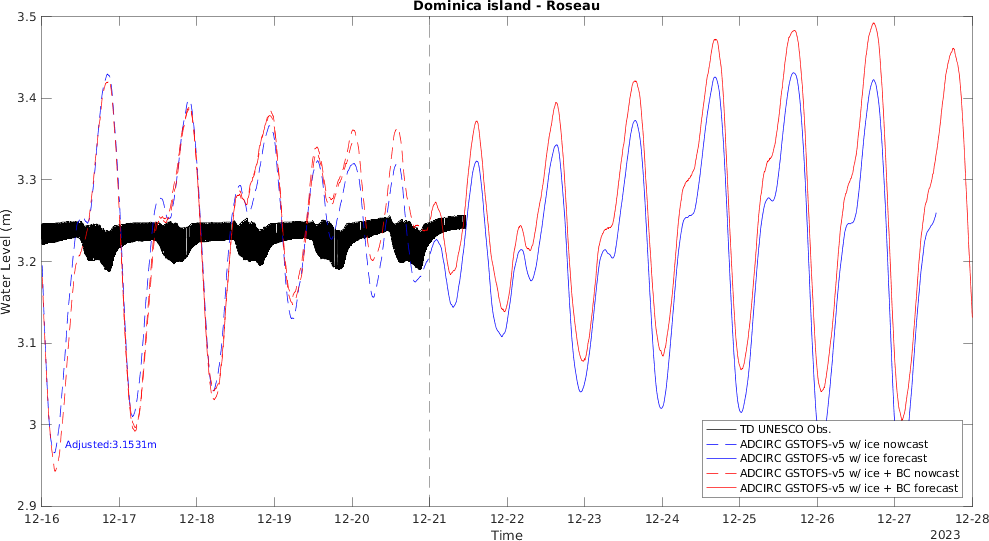 Dominica island - Roseau
3.5
3.4
3.3
3.2
3.1
3
2.9
Water Level (m)
Adjusted:3.1531m
TD UNESCO Obs.
ADCIRC GSTOFS-v5 w/ ice nowcast
ADCIRC GSTOFS-v5 w/ ice forecast
ADCIRC GSTOFS-v5 w/ ice + BC nowcast
ADCIRC GSTOFS-v5 w/ ice + BC forecast
12-16 12-17 12-18 12-19 12-20 12-21 12-22 12-23 12-24 12-25 12-26 12-27 12-28
Time
2023